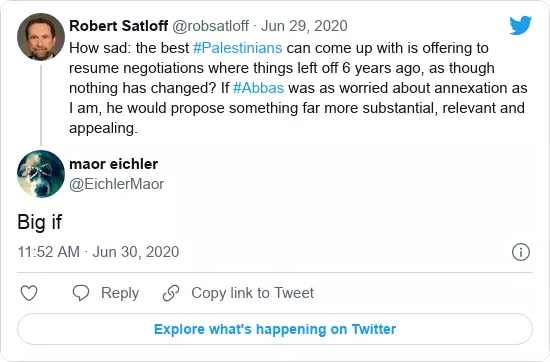 Robert Satloff @robsatloff · Jun 29, 2020
How sad: the best #Palestinians can come up with is offering to
resume negotiations where things left off 6 years ago, as though
nothing has changed? If #Abbas was as worried about annexation as
I am, he would propose something far more substantial, relevant and
appealing.
maor eichler
@EichlerMaor
Big if
11:52 AM · Jun 30, 2020
Reply
Copy link to Tweet
Explore what's happening on Twitter